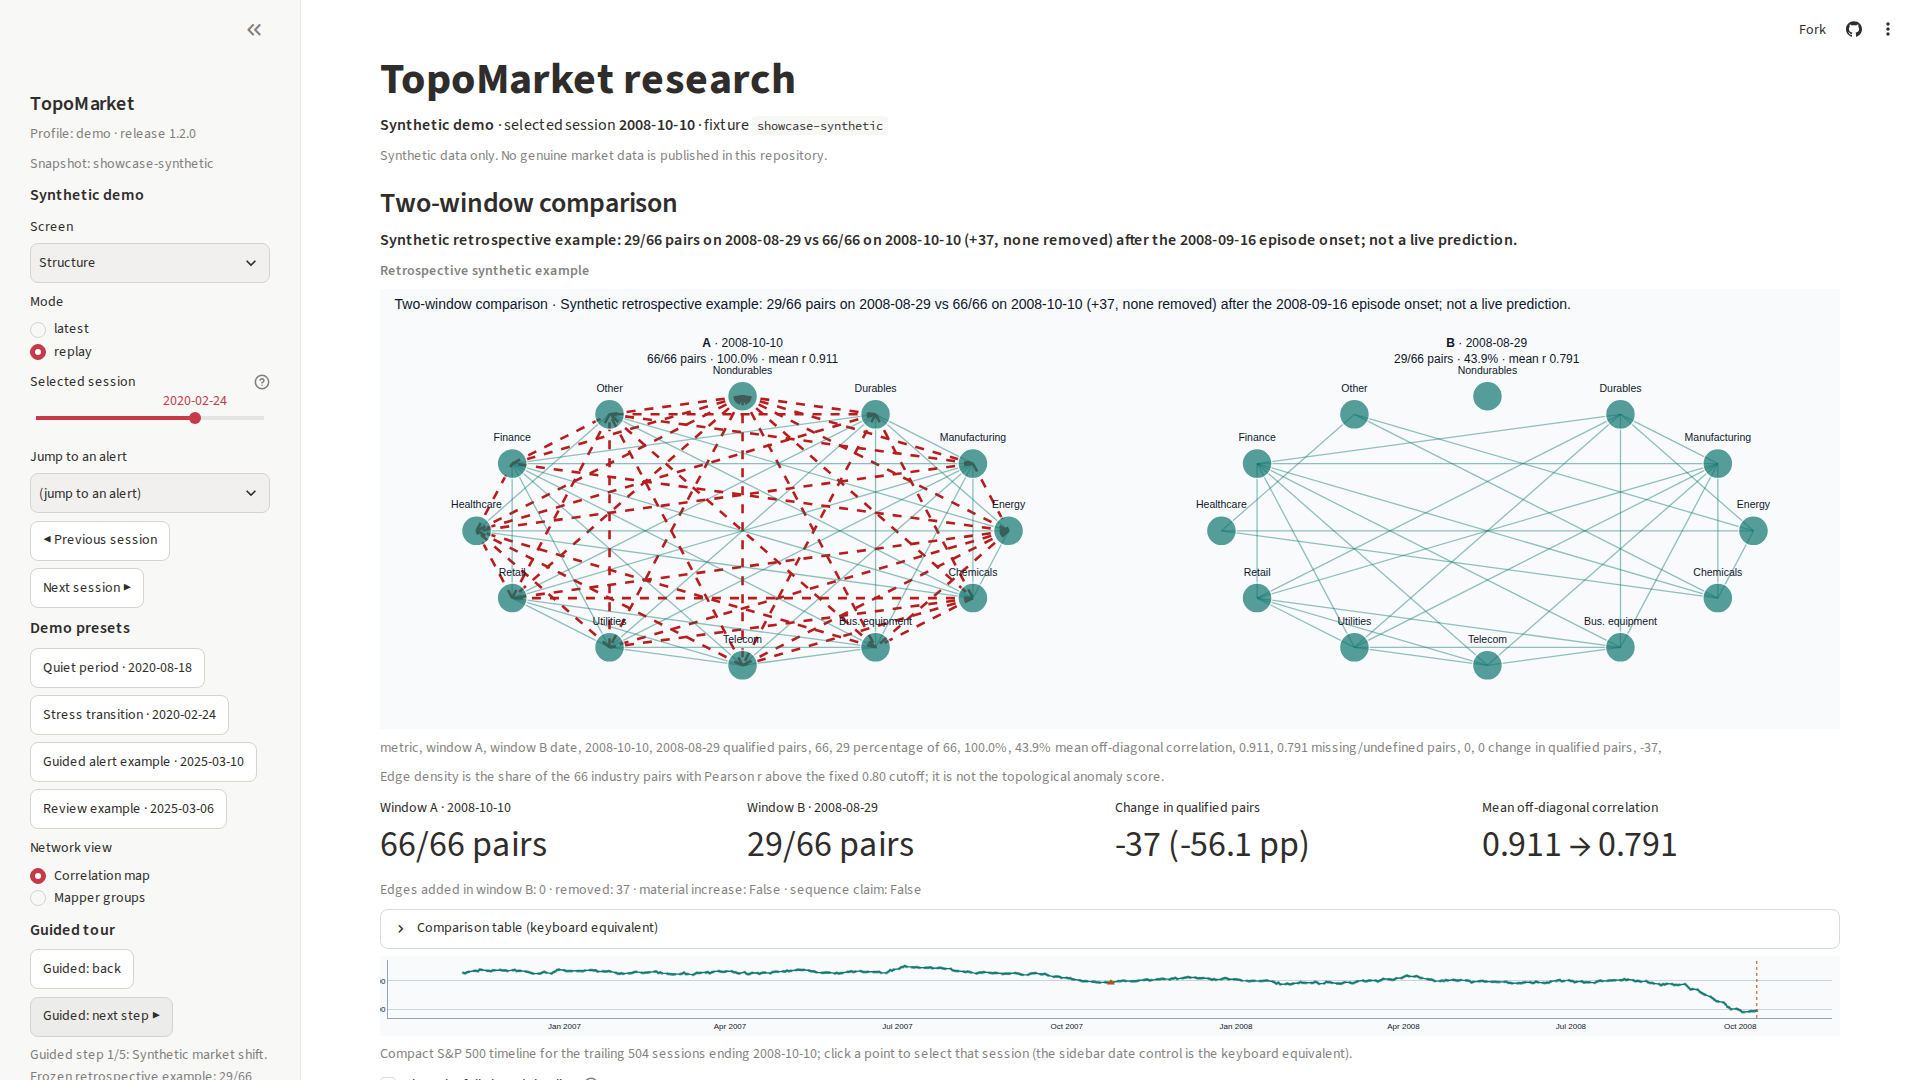 Fork
TopoMarket
Profile: demo · release 1.2.0
Snapshot: showcase-synthetic
Synthetic demo
Screen
Structure
Mode
latest
replay
Selected session
2020-02-24
Jump to an alert
(jump to an alert)
◂ Previous session
Next session ▸
Demo presets
Quiet period · 2020-08-18
Stress transition · 2020-02-24
Guided alert example · 2025-03-10
Review example · 2025-03-06
Network view
Correlation map
Mapper groups
Guided tour
Guided: back
Guided: next step ▸
Guided step 1/5: Synthetic market shift.
Frozen retrospective example: 29/66
TopoMarket research
Synthetic demo · selected session 2008-10-10 · fixture showcase-synthetic
Synthetic data only. No genuine market data is published in this repository.
Two-window comparison
Synthetic retrospective example: 29/66 pairs on 2008-08-29 vs 66/66 on 2008-10-10 (+37, none removed) after the 2008-09-16 episode onset; not a live prediction.
Retrospective synthetic example
Two-window comparison · Synthetic retrospective example: 29/66 pairs on 2008-08-29 vs 66/66 on 2008-10-10 (+37, none removed) after the 2008-09-16 episode onset; not a live prediction.
A · 2008-10-10
66/66 pairs · 100.0% · mean r 0.911
Nondurables
Other
Durables
Finance
Manufacturing
Healthcare
Energy
Retail
Chemicals
Utilities
Bus. equipment
Telecom
B · 2008-08-29
29/66 pairs · 43.9% · mean r 0.791
Nondurables
Other
Durables
Finance
Manufacturing
Healthcare
Energy
Retail
Chemicals
Utilities
Bus. equipment
Telecom
metric, window A, window B date, 2008-10-10, 2008-08-29 qualified pairs, 66, 29 percentage of 66, 100.0%, 43.9% mean off-diagonal correlation, 0.911, 0.791 missing/undefined pairs, 0, 0 change in qualified pairs, -37,
Edge density is the share of the 66 industry pairs with Pearson r above the fixed 0.80 cutoff; it is not the topological anomaly score.
Window A · 2008-10-10
66/66 pairs
Window B · 2008-08-29
29/66 pairs
Change in qualified pairs
-37 (-56.1 pp)
Mean off-diagonal correlation
0.911 → 0.791
Edges added in window B: 0 · removed: 37 · material increase: False · sequence claim: False
Comparison table (keyboard equivalent)
Jan 2007
Apr 2007
Jul 2007
Oct 2007
Jan 2008
Apr 2008
Jul 2008
Oct 2008
Compact S&P 500 timeline for the trailing 504 sessions ending 2008-10-10; click a point to select that session (the sidebar date control is the keyboard equivalent).